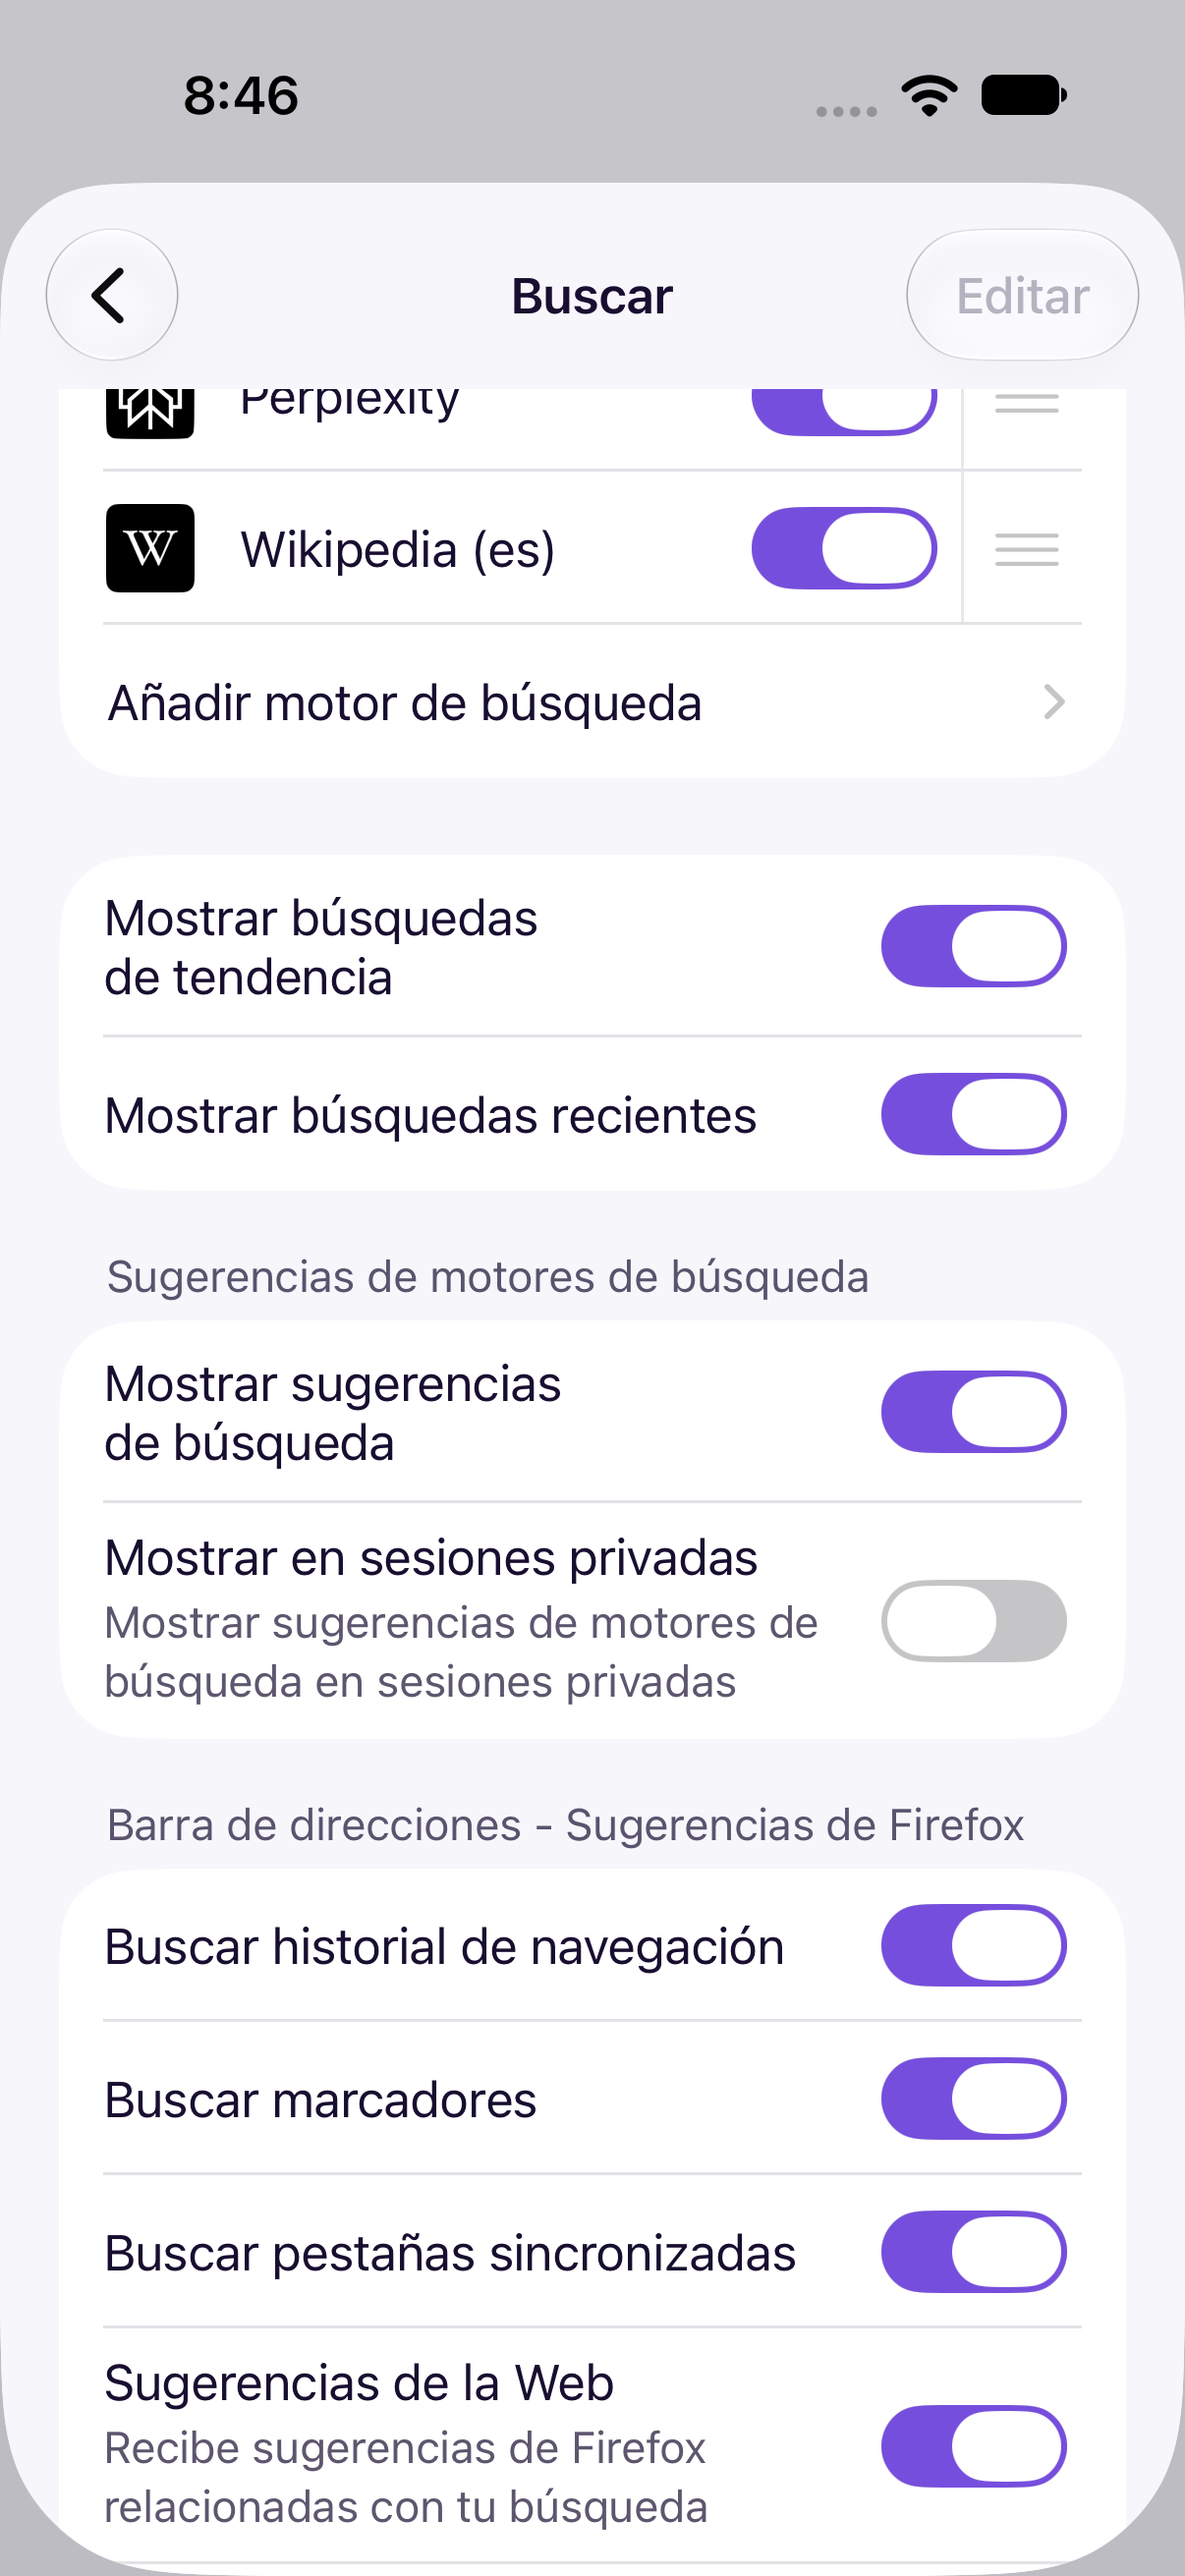 8:46
Buscar
Editar
Perplexity
W
Wikipedia (es)
Añadir motor de búsqueda
Mostrar búsquedas
de tendencia
Mostrar búsquedas recientes
Sugerencias de motores de búsqueda
Mostrar sugerencias
de búsqueda
Mostrar en sesiones privadas
Mostrar sugerencias de motores de
búsqueda en sesiones privadas
Barra de direcciones - Sugerencias de Firefox
Buscar historial de navegación
Buscar marcadores
Buscar pestañas sincronizadas
Sugerencias de la Web
Recibe sugerencias de Firefox
relacionadas con tu búsqueda